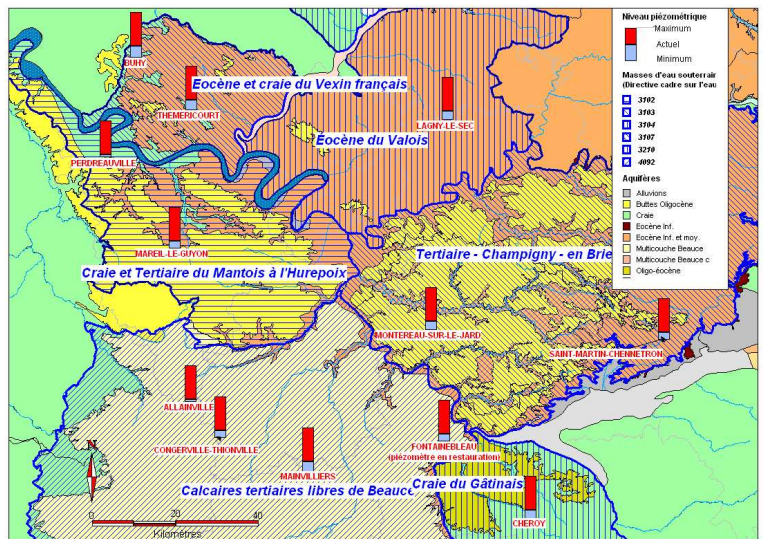 BUHY
Eocène et craie du Vexin français
THEMERICOURT
LAGNY-LE-SEC
Eocène du Valois
PERDREAUVILLE
MAREIL-LE-GUYON
Craie et Tertiaire du Mantois à l'Hurepoix
Tertiaire - Champigny - en Brie
MONTEREAU-SUR-LE-JARD
SAINT-MARTIN-CHENNETRON
ALLAINVILLE
CONGERVILLE-THIONVILLE
MAINVILLIERS
FONTAINEBLEAU
(piézomètre en restauration)
Calcaires tertiaires libres de Beauce
Craie du Gâtinais
CHEROY
N
0 20 40
Kilomètres
Niveau piézométrique
Maximum
Actuel
Minimum
Masses d'eau souterrair
(Directive cadre sur l'eau
3102
3103
3104
3107
3210
4092
Aquifères
Alluvions
Buttes Oligocène
Craie
Eocène Inf.
Eocène Inf. et moy.
Multicouche Beauce
Multicouche Beauce c
Oligo-éocène